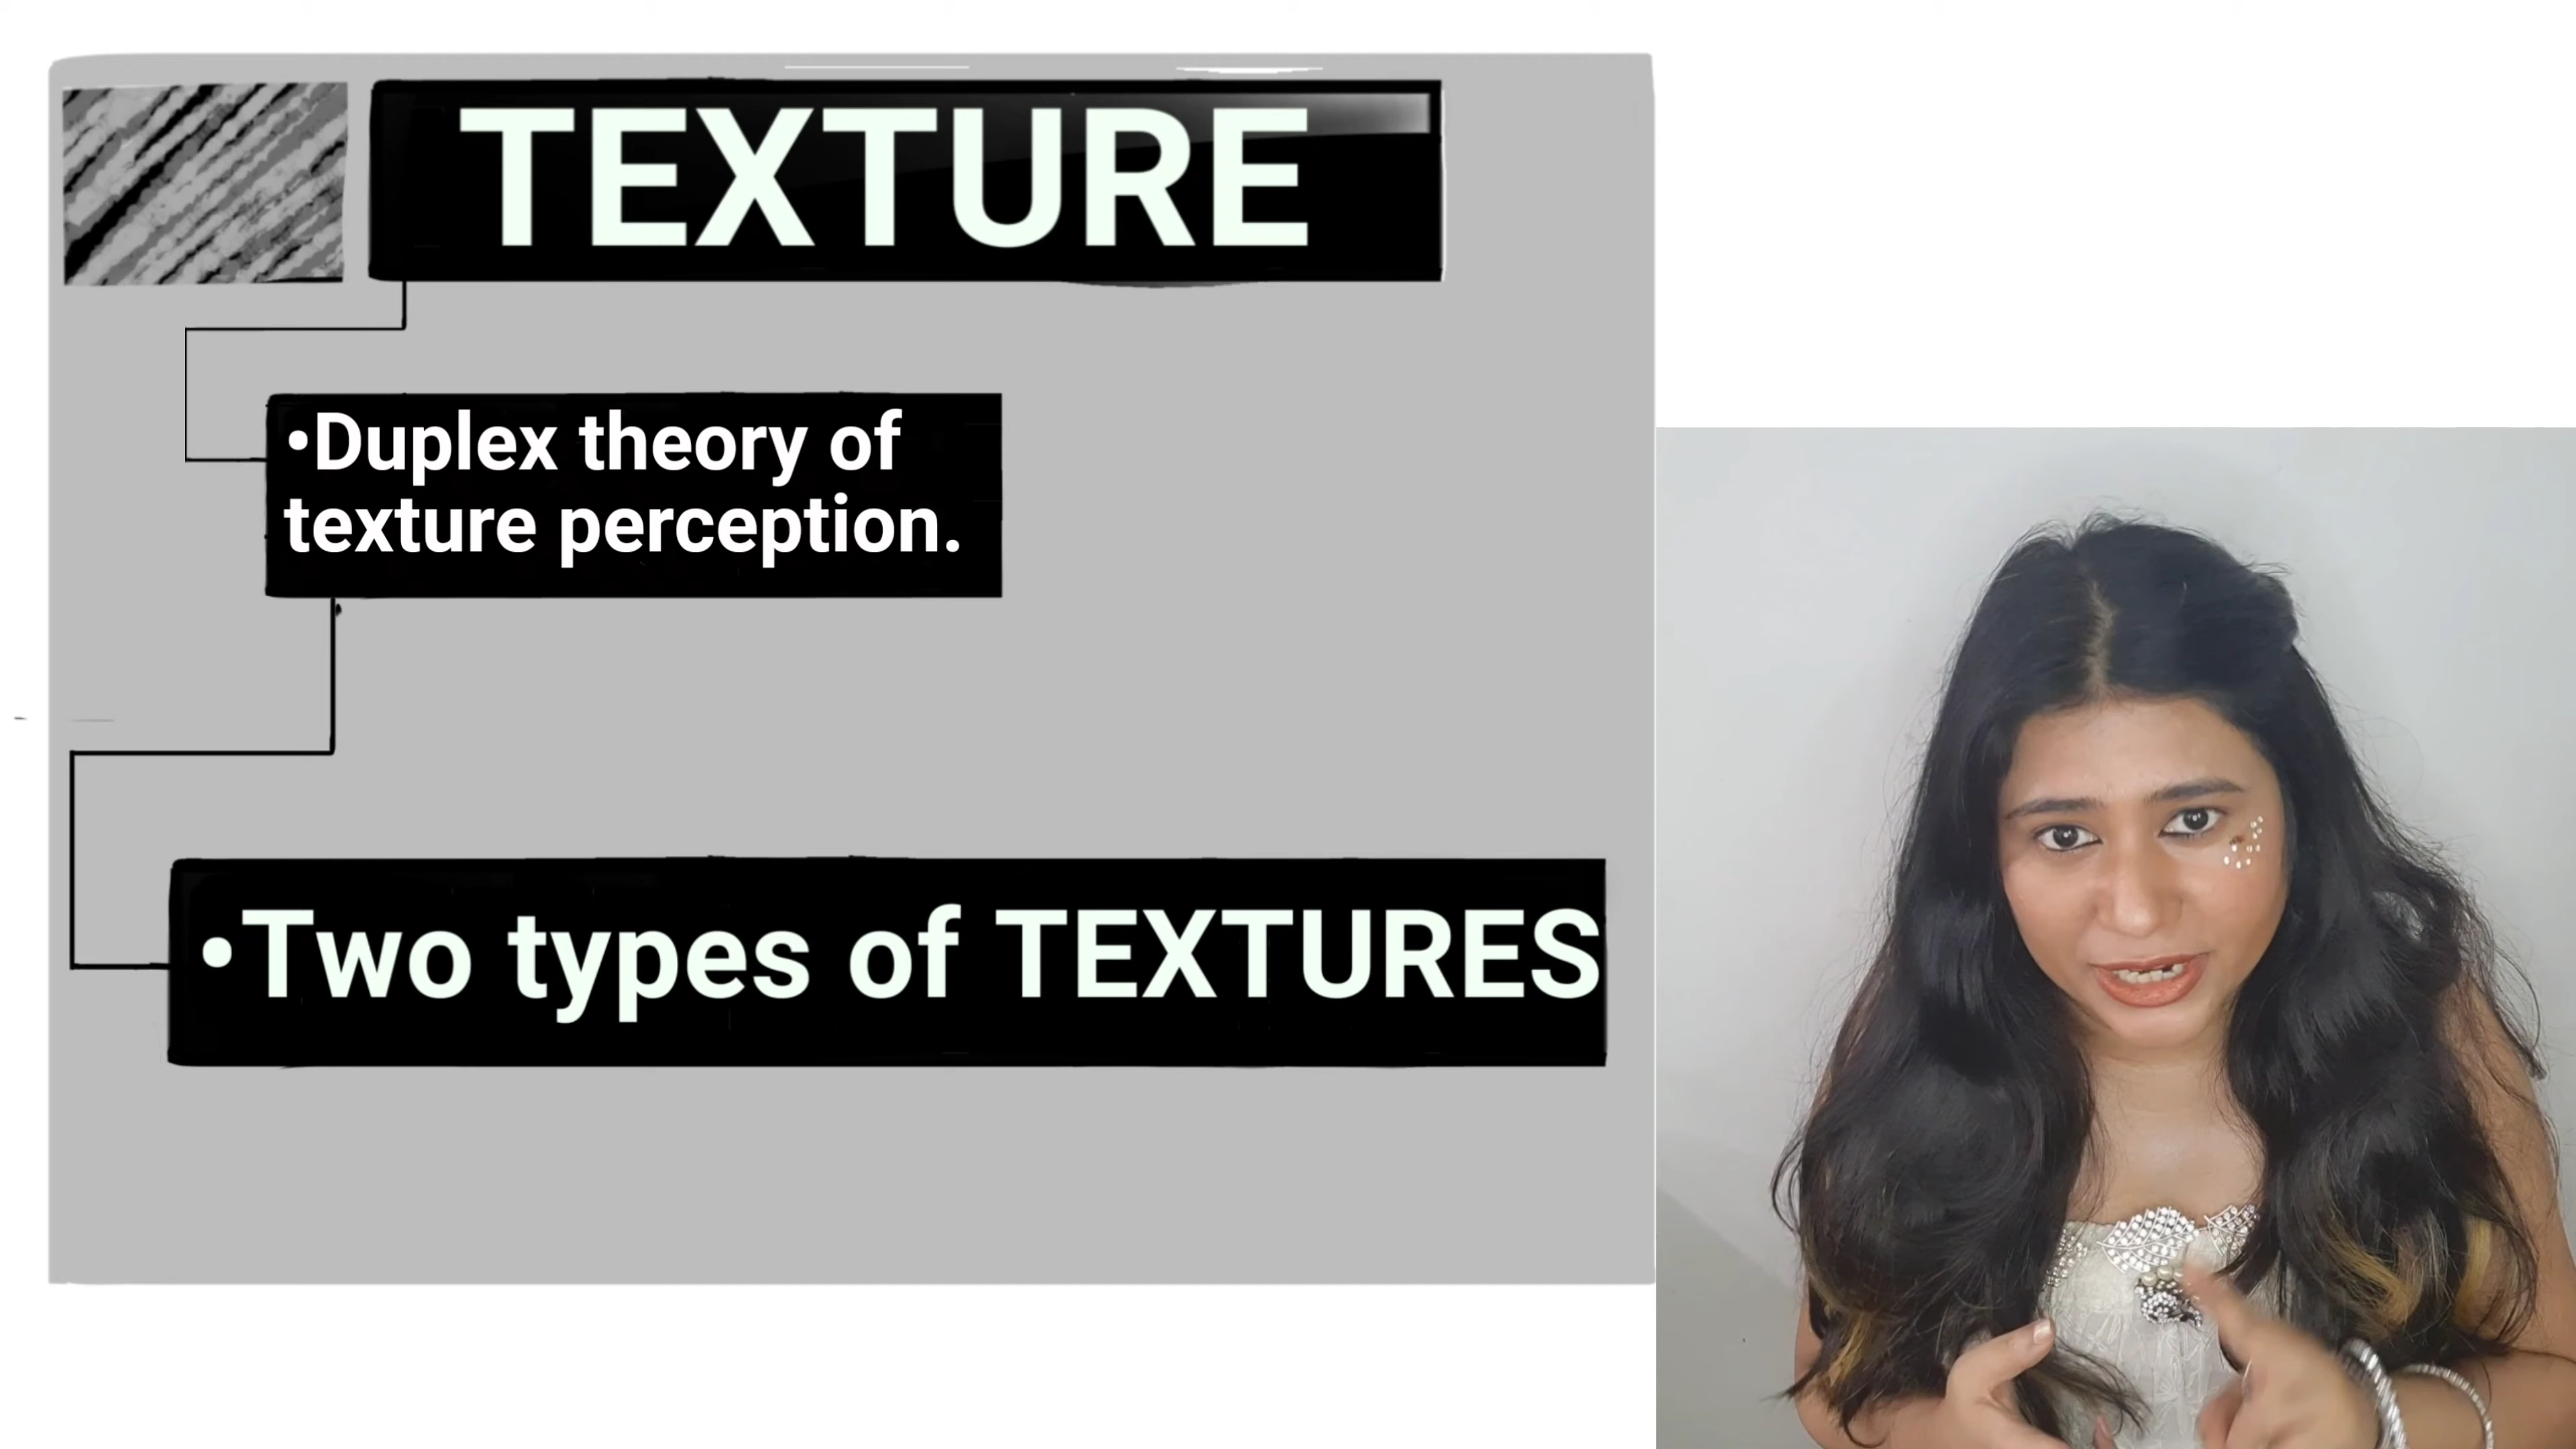 TEXTURE
•Duplex theory of
texture perception.
•Two types of TEXTURES